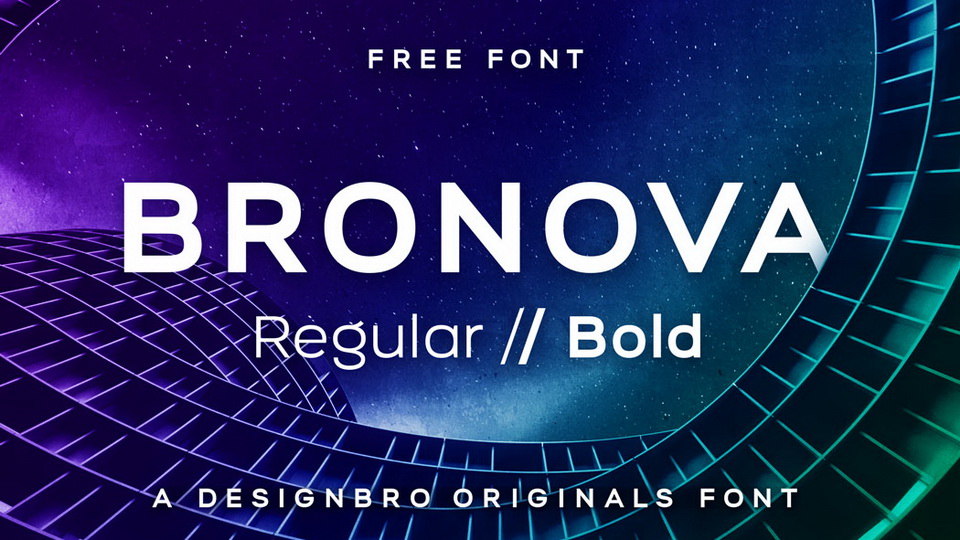 FREE FONT
BRONOVA
Regular // Bold
A DESIGNBRO ORIGINALS FONT